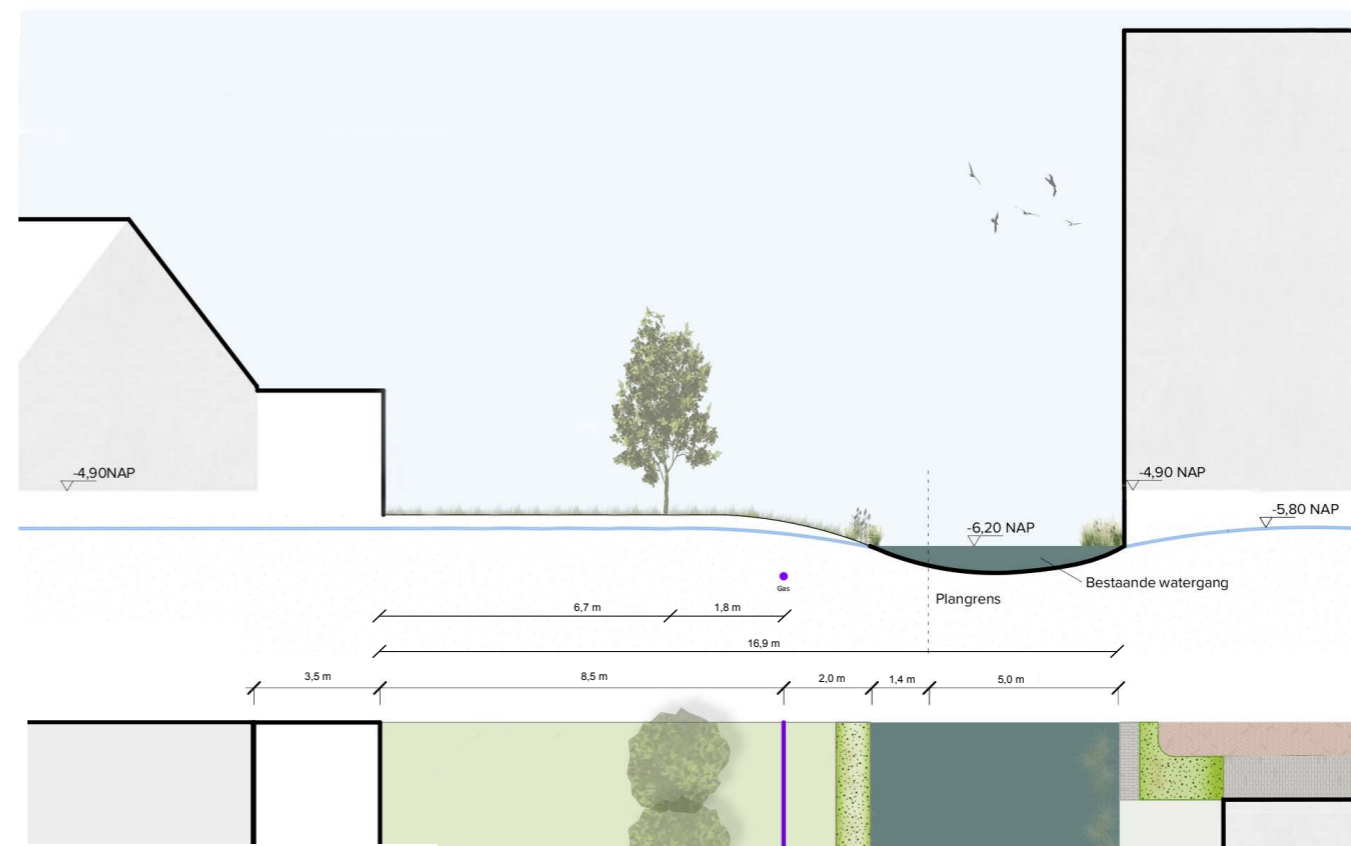 -4,90NAP
-4,90 NAP
-5,80 NAP
-6,20 NAP
Bestaande watergang
Gas
Plangrens
6,7 m
1,8 m
16,9 m
3,5 m
8,5 m
2,0 m
1,4 m
5,0 m